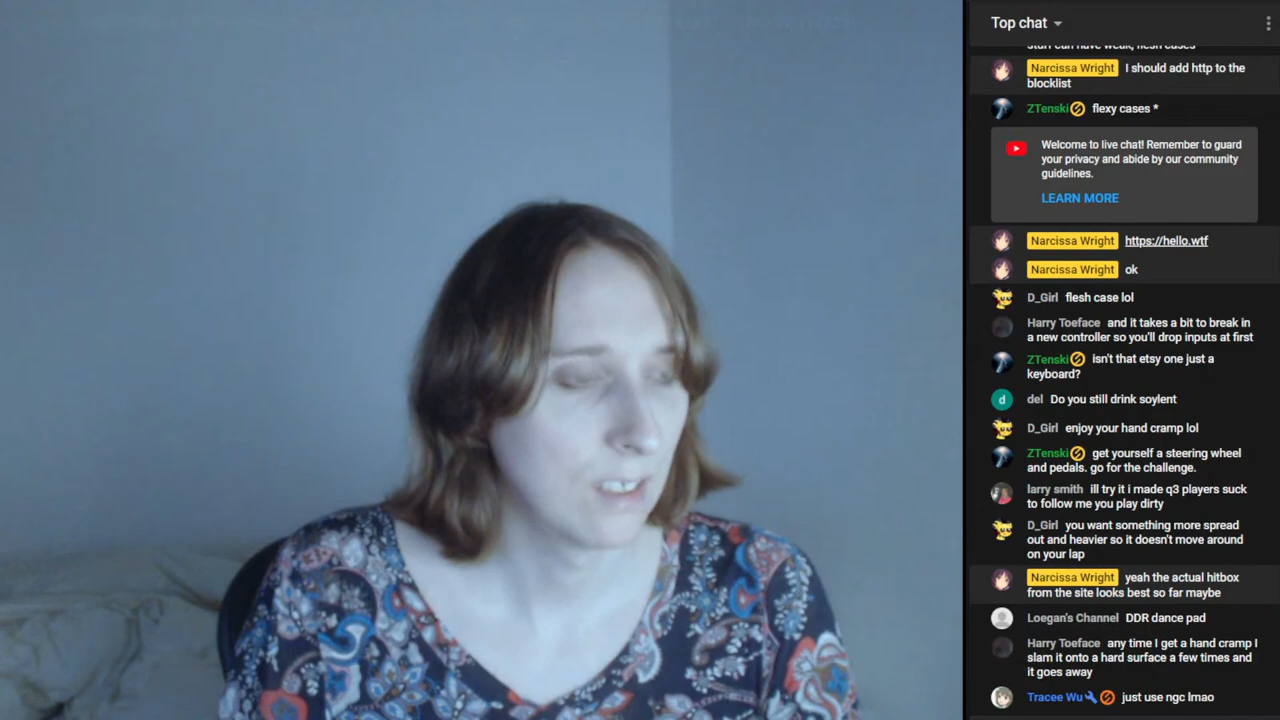 Top chat
stuff can have weak, flesh cases
Narcissa Wright I should add http to the
blocklist
ZTenski flexy cases *
Welcome to live chat! Remember to guard
your privacy and abide by our community
guidelines.
LEARN MORE
Narcissa Wright https://hello.wtf
Narcissa Wright ok
D_Girl flesh case lol
Harry Toeface and it takes a bit to break in
a new controller so you'll drop inputs at first
ZTenski isn't that etsy one just a
keyboard?
d del Do you still drink soylent
D_Girl enjoy your hand cramp lol
ZTenski get yourself a steering wheel
and pedals. go for the challenge.
larry smith ill try it i made q3 players suck
to follow me you play dirty
D_Girl you want something more spread
out and heavier so it doesn't move around
on your lap
Narcissa Wright yeah the actual hitbox
from the site looks best so far maybe
Loegan's Channel DDR dance pad
Harry Toeface any time I get a hand cramp I
slam it onto a hard surface a few times and
it goes away
Tracee Wu just use ngc lmao